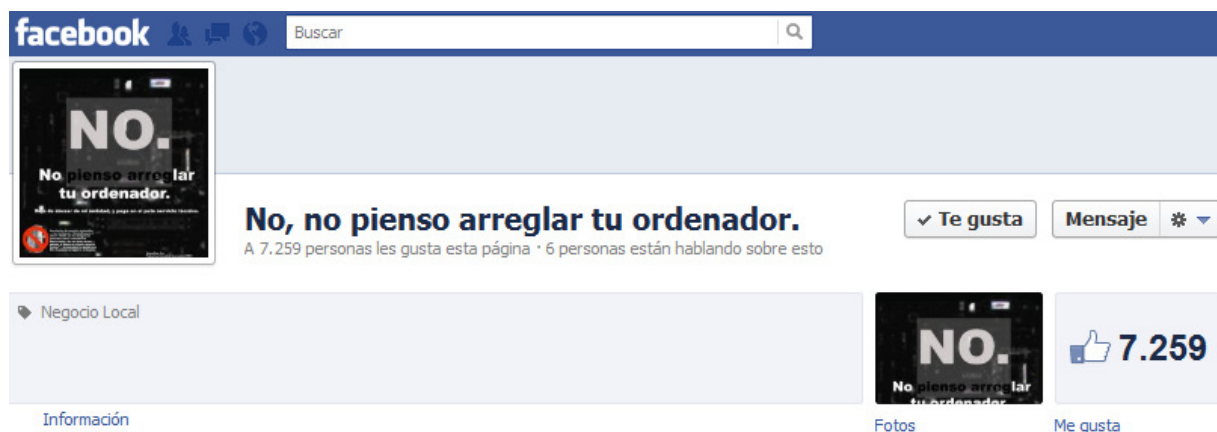 facebook
Buscar
NO.
No pienso arreglar
tu ordenador.
No, no pienso arreglar tu ordenador.
A 7.259 personas les gusta esta página · 6 personas están hablando sobre esto
✓ Te gusta
Mensaje
Negocio Local
NO.
No pienso arreglar
tu ordenador
7.259
Información
Fotos
Me gusta